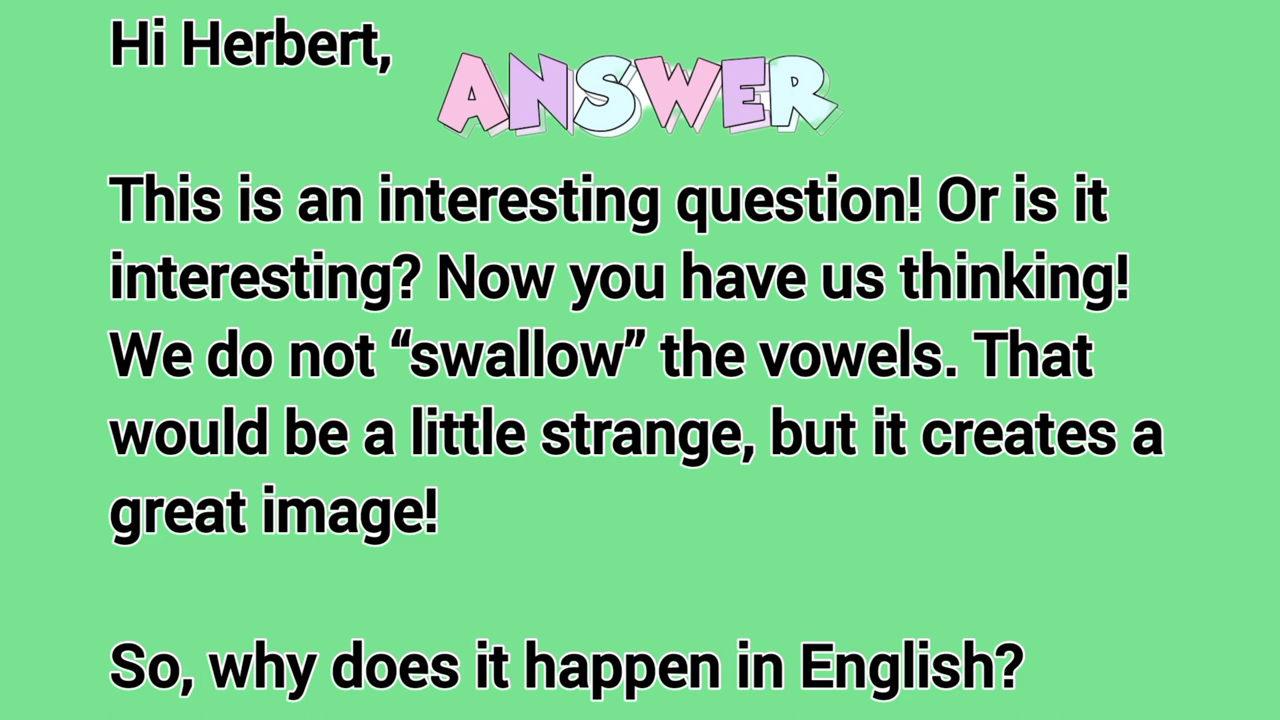 Hi Herbert,
ANSWER
This is an interesting question! Or is it
interesting? Now you have us thinking!
We do not “swallow” the vowels. That
would be a little strange, but it creates a
great image!
So, why does it happen in English?